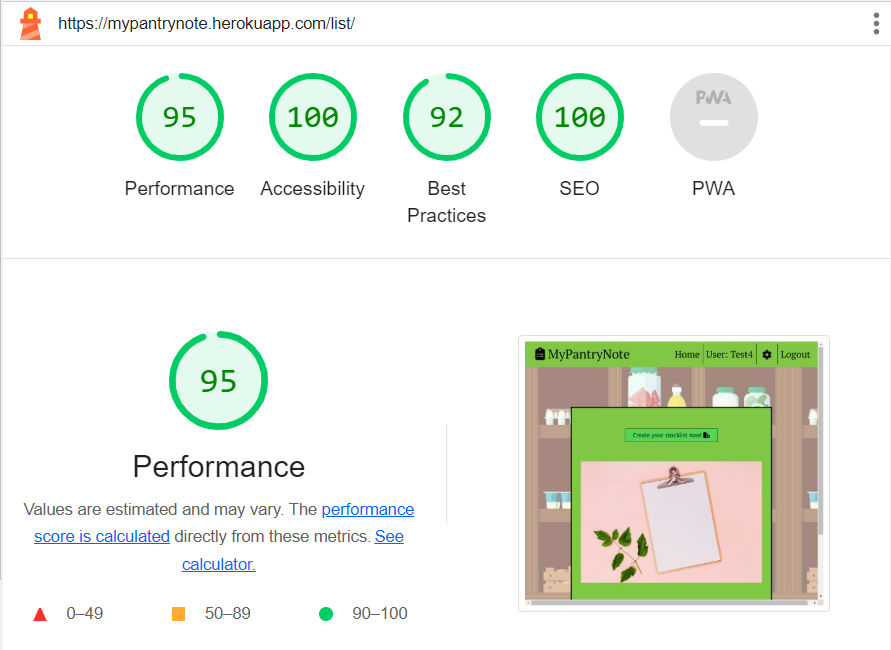 https://mypantrynote.herokuapp.com/list/
95 100 92 100 PWA
Performance Accessibility Best Practices SEO PWA
95
MyPantryNote Home User: Test4 Logout
Create your stocklist now!
Performance
Values are estimated and may vary. The performance
score is calculated directly from these metrics. See
calculator.
0–49 50–89 90–100